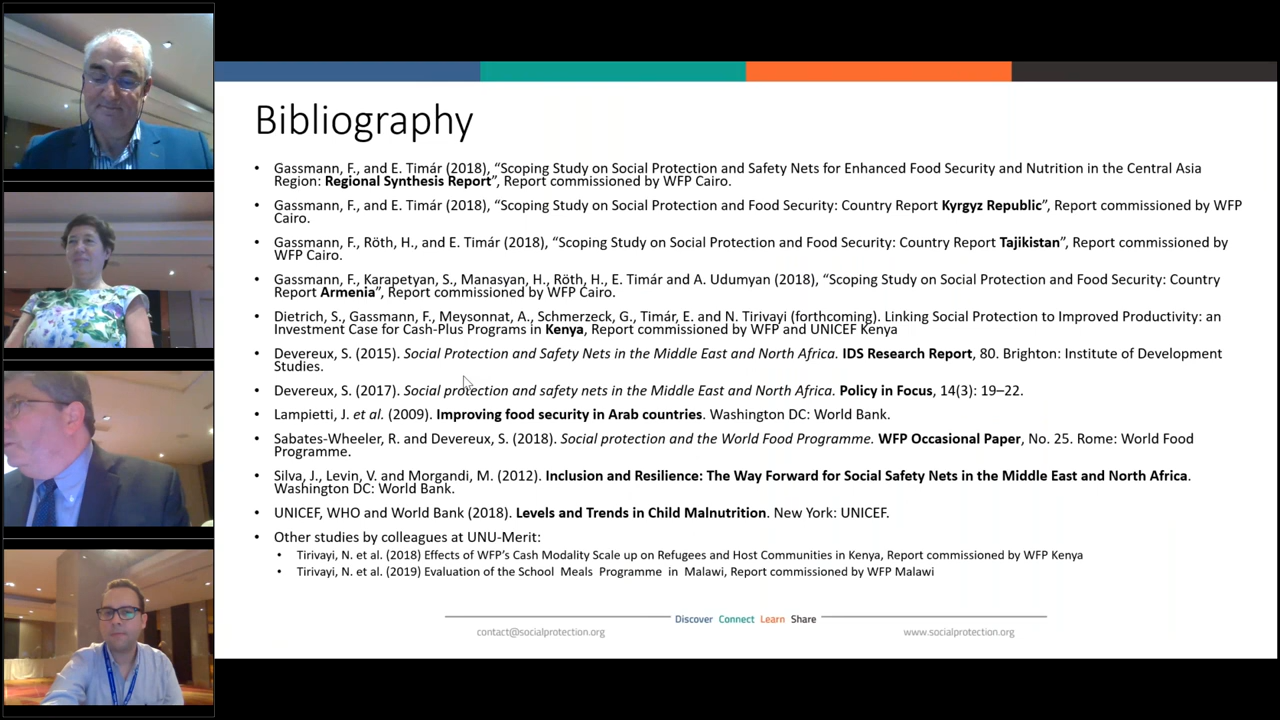 Bibliography
• Gassmann, F., and E. Timár (2018), “Scoping Study on Social Protection and Safety Nets for Enhanced Food Security and Nutrition in the Central Asia
Region: Regional Synthesis Report”, Report commissioned by WFP Cairo.
• Gassmann, F., and E. Timár (2018), “Scoping Study on Social Protection and Food Security: Country Report Kyrgyz Republic”, Report commissioned by WFP
Cairo.
• Gassmann, F., Röth, H., and E. Timár (2018), “Scoping Study on Social Protection and Food Security: Country Report Tajikistan”, Report commissioned by
WFP Cairo.
• Gassmann, F., Karapetyan, S., Manasyan, H., Röth, H., E. Timár and A. Udumyan (2018), “Scoping Study on Social Protection and Food Security: Country
Report Armenia”, Report commissioned by WFP Cairo.
• Dietrich, S., Gassmann, F., Meysonnat, A., Schmerzeck, G., Timár, E. and N. Tirivayi (forthcoming). Linking Social Protection to Improved Productivity: an
Investment Case for Cash-Plus Programs in Kenya, Report commissioned by WFP and UNICEF Kenya
• Devereux, S. (2015). Social Protection and Safety Nets in the Middle East and North Africa. IDS Research Report, 80. Brighton: Institute of Development
Studies.
• Devereux, S. (2017). Social protection and safety nets in the Middle East and North Africa. Policy in Focus, 14(3): 19–22.
• Lampietti, J. et al. (2009). Improving food security in Arab countries. Washington DC: World Bank.
• Sabates-Wheeler, R. and Devereux, S. (2018). Social protection and the World Food Programme. WFP Occasional Paper, No. 25. Rome: World Food
Programme.
• Silva, J., Levin, V. and Morgandi, M. (2012). Inclusion and Resilience: The Way Forward for Social Safety Nets in the Middle East and North Africa.
Washington DC: World Bank.
• UNICEF, WHO and World Bank (2018). Levels and Trends in Child Malnutrition. New York: UNICEF.
• Other studies by colleagues at UNU-Merit:
• Tirivayi, N. et al. (2018) Effects of WFP’s Cash Modality Scale up on Refugees and Host Communities in Kenya, Report commissioned by WFP Kenya
• Tirivayi, N. et al. (2019) Evaluation of the School Meals Programme in Malawi, Report commissioned by WFP Malawi
Discover Connect Learn Share
contact@socialprotection.org
www.socialprotection.org